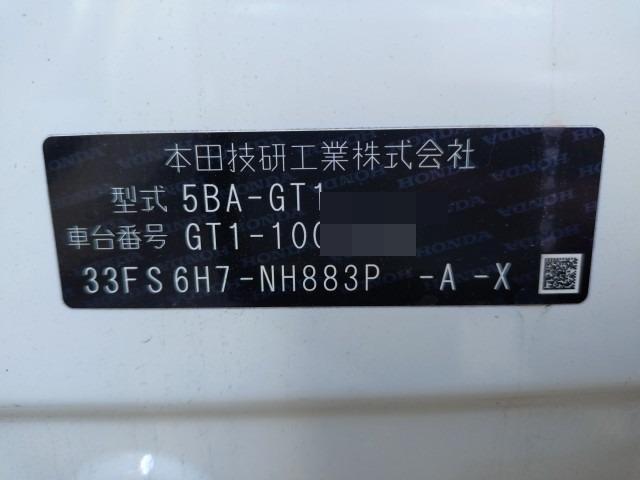 本田技研工業株式会社
型式 5BA-GT1
車台番号 GT1-100
33FS6H7-NH883P -A -X